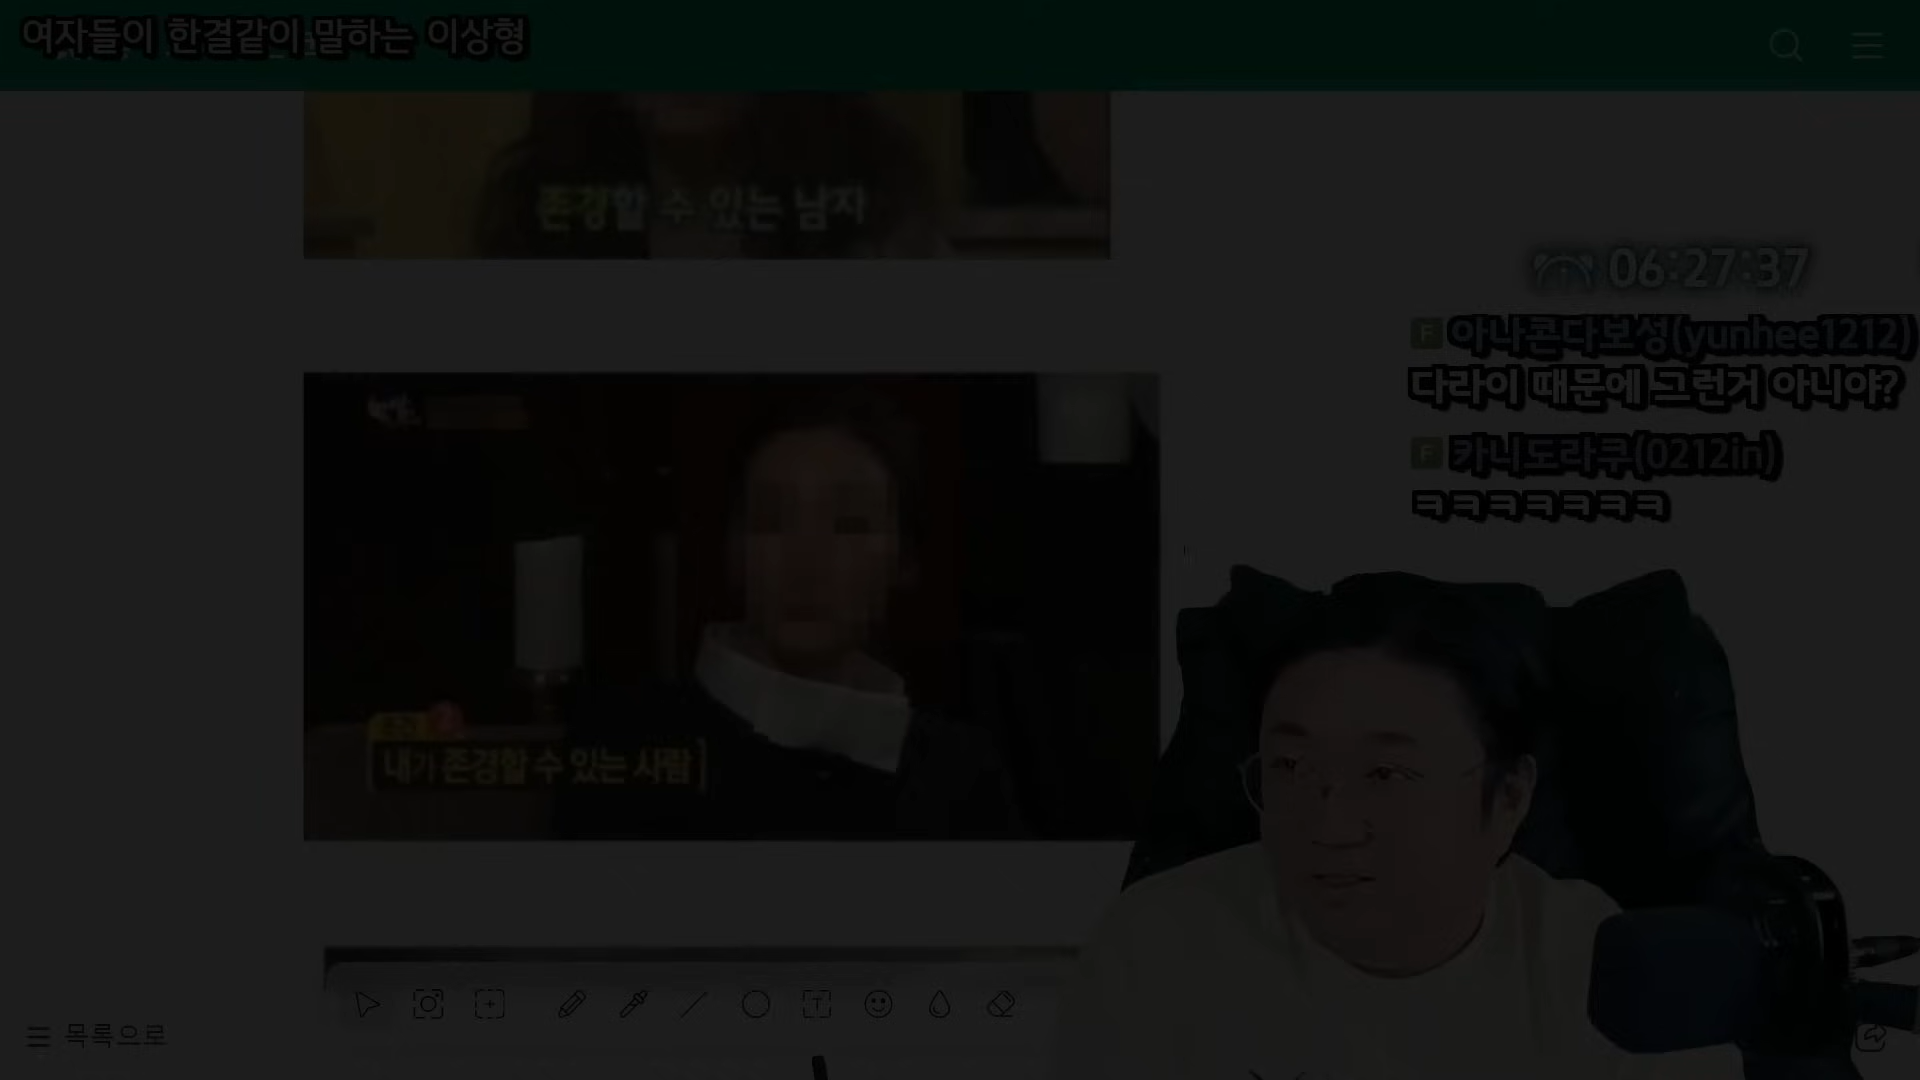 여자들이 한결같이 말하는 이상형
존경할 수 있는 남자
06:27:37
F 아나콘다보성(yunhee1212)
다라이 때문에 그런거 아니야?
F 카니도라쿠(0212in)
ㅋㅋㅋㅋㅋㅋㅋ
내가 존경할 수 있는 사람
목록으로